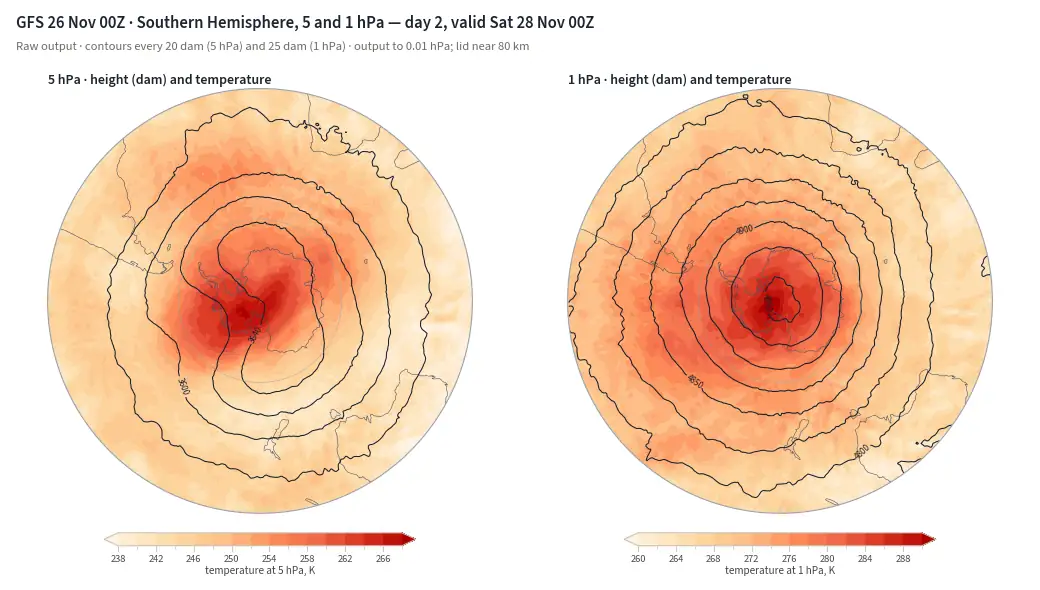 GFS 26 Nov 00Z · Southern Hemisphere, 5 and 1 hPa — day 2, valid Sat 28 Nov 00Z
Raw output · contours every 20 dam (5 hPa) and 25 dam (1 hPa) · output to 0.01 hPa; lid near 80 km
5 hPa · height (dam) and temperature
1 hPa · height (dam) and temperature
4900
3600
4850
4800
238 242 246 250 254 258 262 266
temperature at 5 hPa, K
260 264 268 272 276 280 284 288
temperature at 1 hPa, K